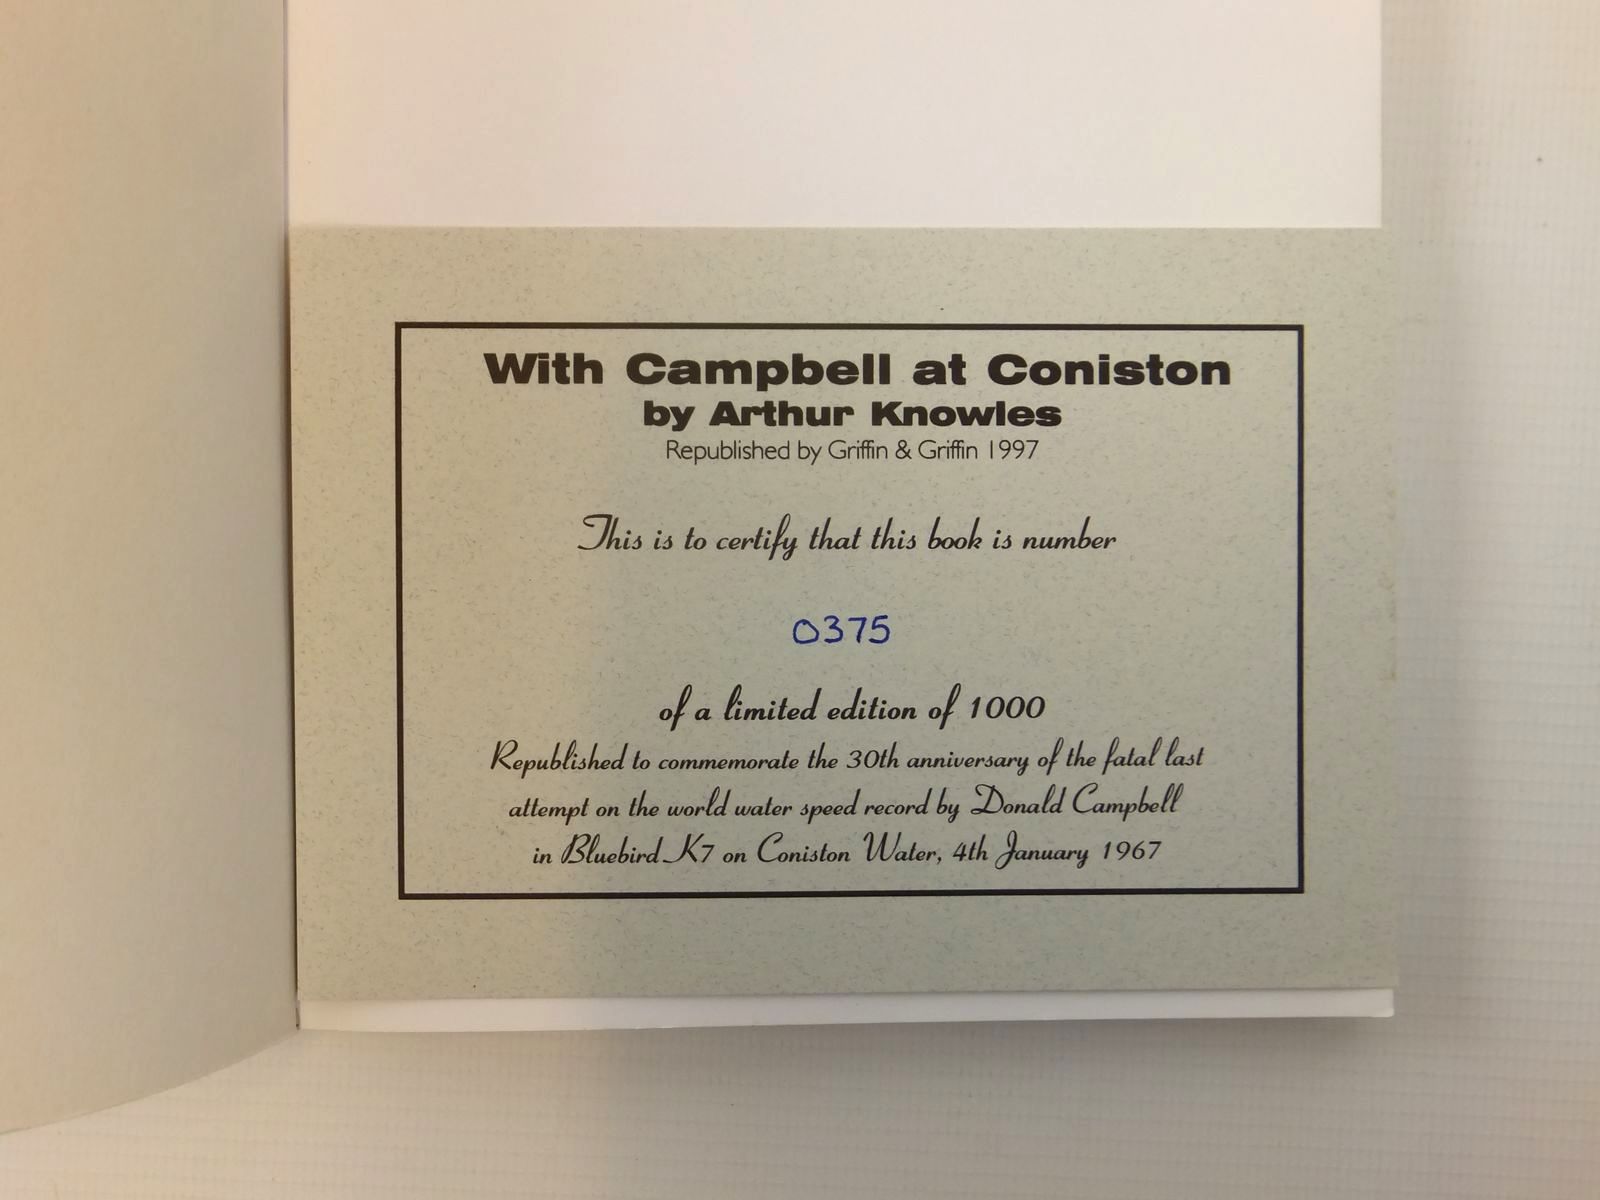 With Campbell at Coniston
by Arthur Knowles
Republished by Griffin & Griffin 1997
This is to certify that this book is number
0375
of a limited edition of 1000
Republished to commemorate the 30th anniversary of the fatal last
attempt on the world water speed record by Donald Campbell
in Bluebird K7 on Coniston Water, 4th January 1967